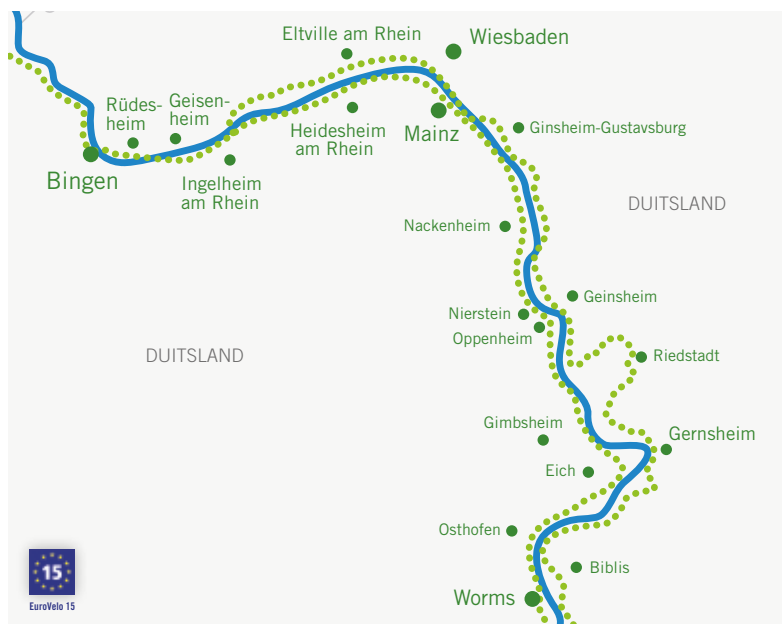 Eltville am Rhein
Wiesbaden
Rüdes-
heim
Geisen-
heim
Heidesheim
am Rhein
Mainz
Ginsheim-Gustavsburg
Bingen
Ingelheim
am Rhein
DUITSLAND
Nackenheim
Geinsheim
Nierstein
Oppenheim
DUITSLAND
Riedstadt
Gimbsheim
Gernsheim
Eich
Osthofen
Biblis
Worms
15
EuroVelo 15